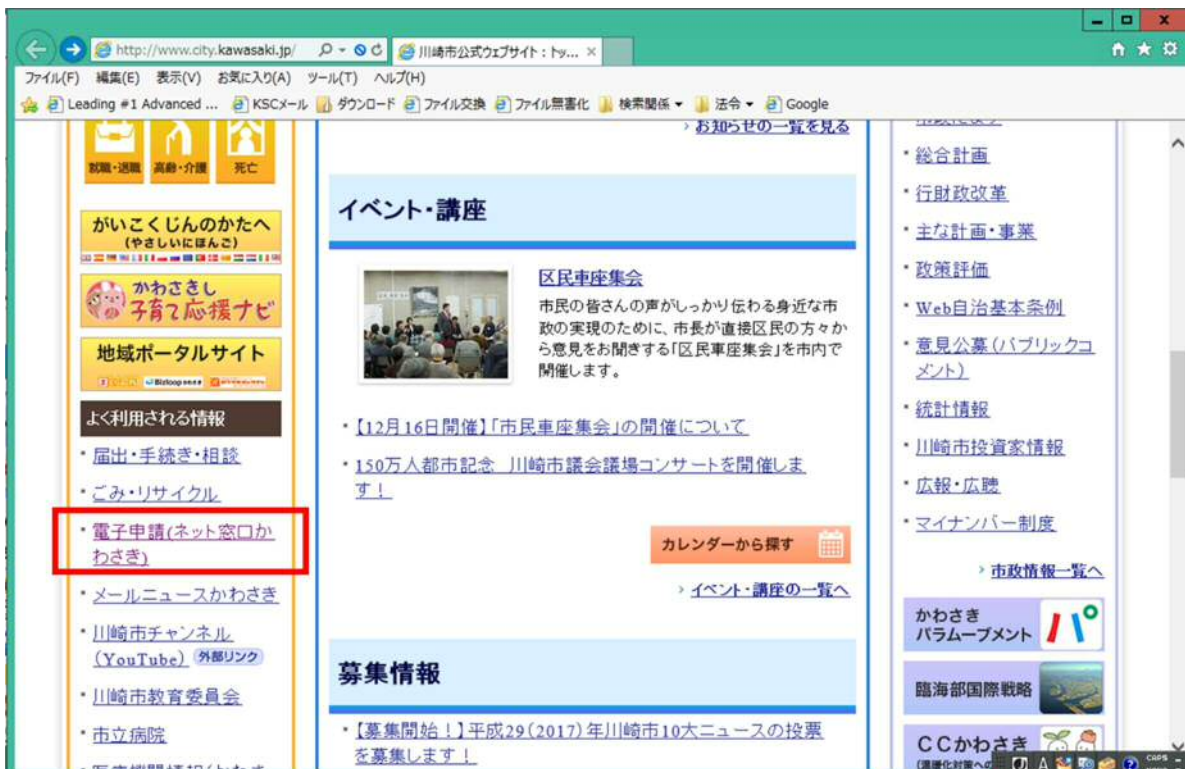 http://www.city.kawasaki.jp/
川崎市公式ウェブサイト：トッ...
ファイル(F) 編集(E) 表示(V) お気に入り(A) ツール(T) ヘルプ(H)
Leading #1 Advanced ... KSCメール ダウンロード ファイル交換 ファイル無害化 検索関係 法令 Google
就職・退職 高齢・介護 死亡
がいこくじんのかたへ
(やさしいにほんご)
かわさきし
子育て応援ナビ
地域ポータルサイト
よく利用される情報
・届出・手続き・相談
・ごみ・リサイクル
・電子申請(ネット窓口か
わさき)
・メールニュースかわさき
・川崎市チャンネル
(YouTube) 外部リンク
・川崎市教育委員会
・市立病院
› お知らせの一覧を見る
イベント・講座
区民車座集会
市民の皆さんの声がしっかり伝わる身近な市
政の実現のために、市長が直接区民の方々か
ら意見をお聞きする「区民車座集会」を市内で
開催します。
・【12月16日開催】「市民車座集会」の開催について
・150万人都市記念 川崎市議会議場コンサートを開催しま
す！
カレンダーから探す
› イベント・講座の一覧へ
募集情報
・【募集開始！】平成29(2017)年川崎市10大ニュースの投票
を募集します！
・総合計画
・行財政改革
・主な計画・事業
・政策評価
・Web自治基本条例
・意見公募(パブリックコ
メント)
・統計情報
・川崎市投資家情報
・広報・広聴
・マイナンバー制度
› 市政情報一覧へ
かわさき
パラムーブメント
臨海部国際戦略
CCかわさき
A
CAPS